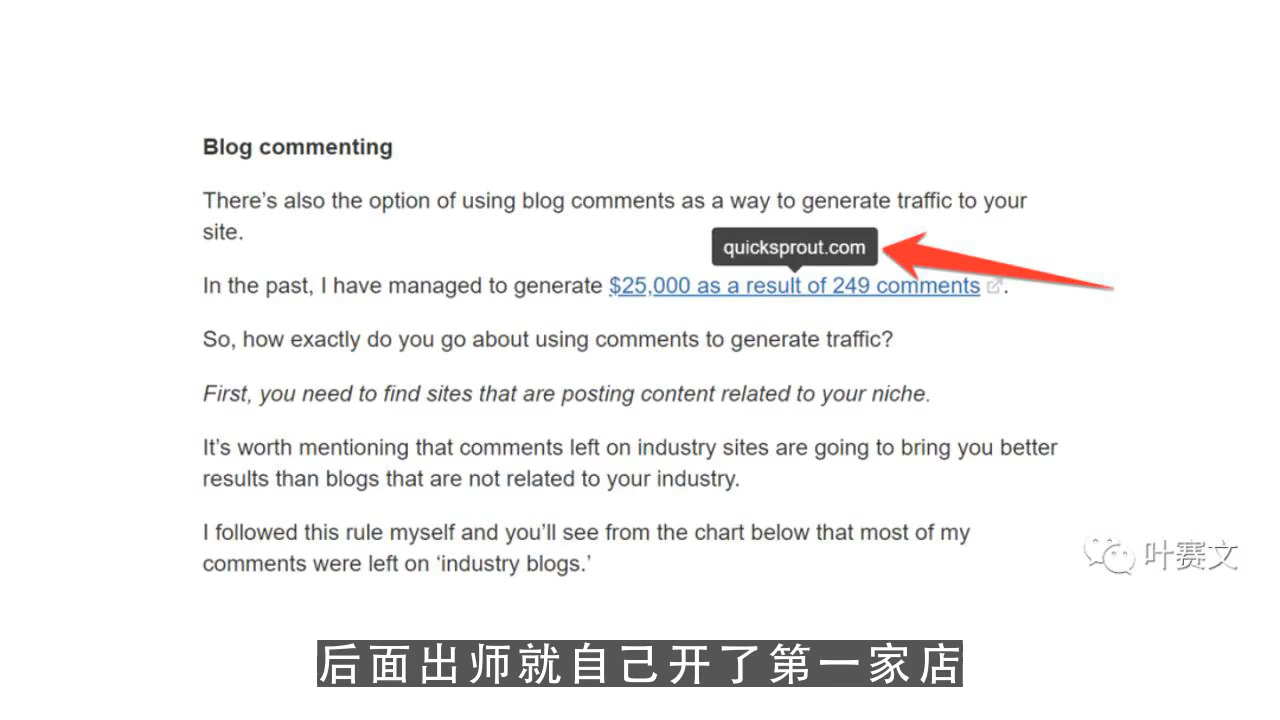 Blog commenting
There’s also the option of using blog comments as a way to generate traffic to your
site.
quicksprout.com
In the past, I have managed to generate $25,000 as a result of 249 comments.
So, how exactly do you go about using comments to generate traffic?
First, you need to find sites that are posting content related to your niche.
It’s worth mentioning that comments left on industry sites are going to bring you better
results than blogs that are not related to your industry.
I followed this rule myself and you’ll see from the chart below that most of my
comments were left on ‘industry blogs.’
叶赛文
后面出师就自己开了第一家店